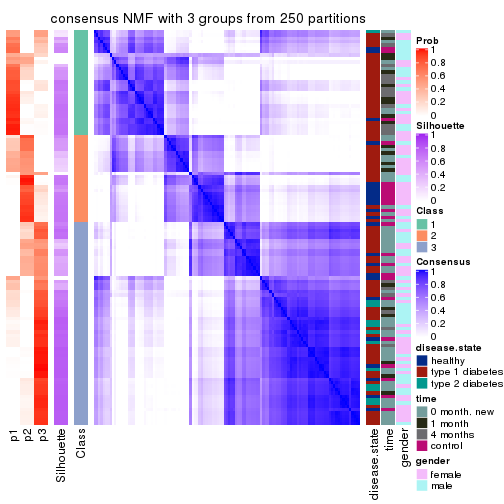 consensus NMF with 3 groups from 250 partitions
Prob
1
0.8
0.6
0.4
0.2
0
Silhouette
1
0.8
0.6
0.4
0.2
0
Class
1
2
3
Consensus
1
0.8
0.6
0.4
0.2
0
disease.state
healthy
type 1 diabetes
type 2 diabetes
time
0 month, new
1 month
4 months
control
gender
female
male
p1
p2
p3
Silhouette
Class
disease.state
time
gender